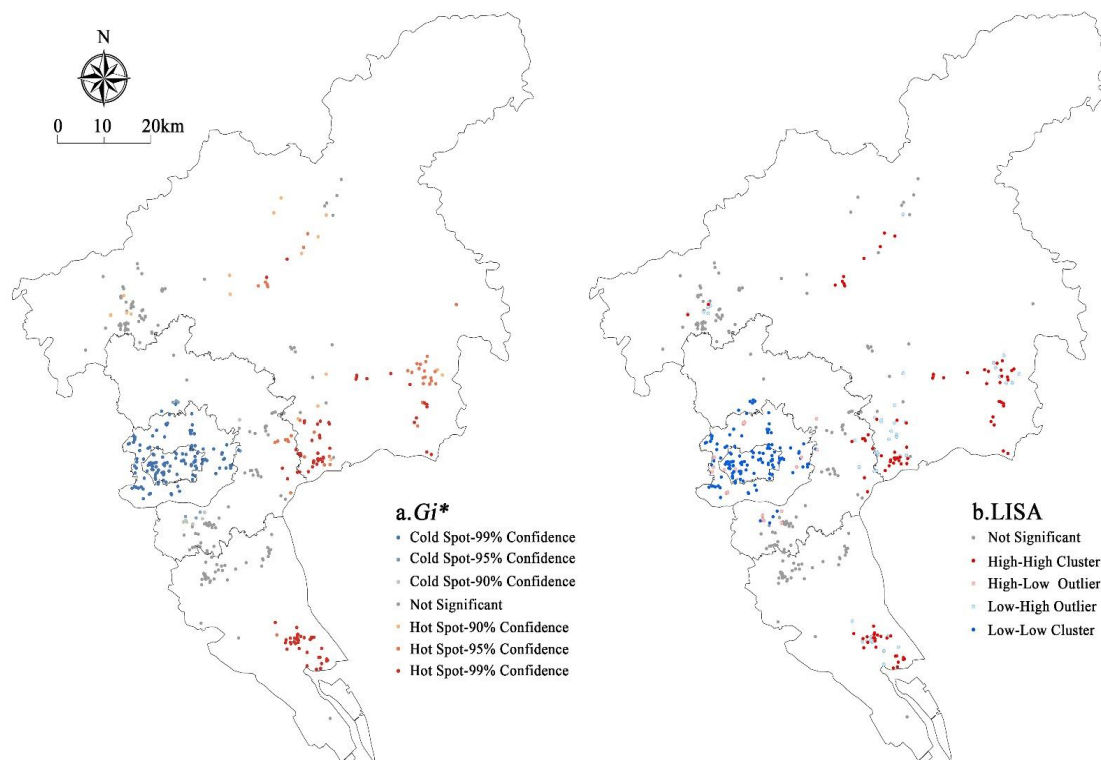 N
0 10 20km
a.Gi*
Cold Spot-99% Confidence
Cold Spot-95% Confidence
Cold Spot-90% Confidence
Not Significant
Hot Spot-90% Confidence
Hot Spot-95% Confidence
Hot Spot-99% Confidence
b.LISA
Not Significant
High-High Cluster
High-Low Outlier
Low-High Outlier
Low-Low Cluster